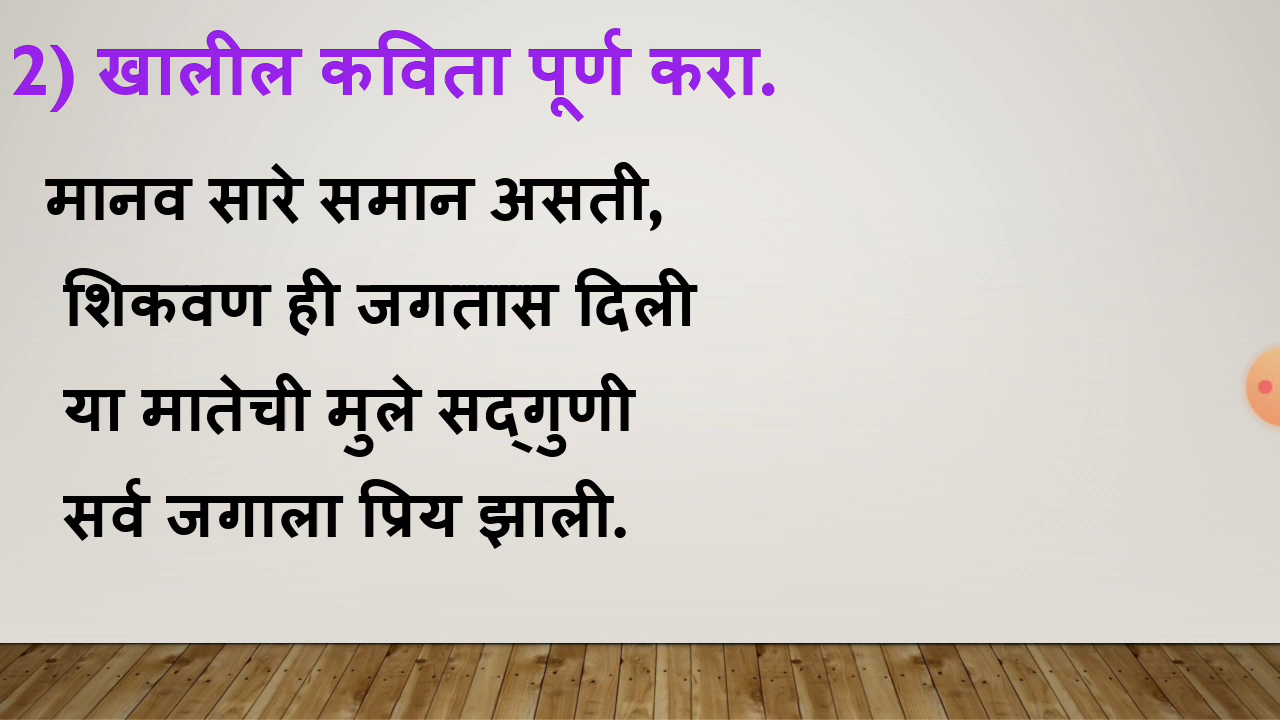 2) खालील कविता पूर्ण करा.
मानव सारे समान असती,
शिकवण ही जगतास दिली
या मातेची मुले सद्‌गुणी
सर्व जगाला प्रिय झाली.